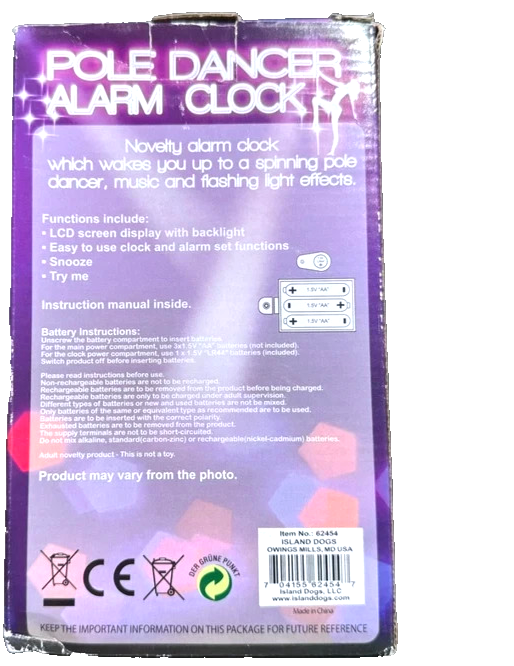 POLE DANCER
ALARM CLOCK
Novelty alarm clock
which wakes you up to a spinning pole
dancer, music and flashing light effects.
Functions include:
▪ LCD screen display with backlight
▪ Easy to use clock and alarm set functions
▪ Snooze
▪ Try me
Instruction manual inside.
1.5V "AA"
1.5V "AA"
1.5V "AA"
Battery Instructions:
Unscrew the battery compartment to insert batteries.
For the main power compartment, use 3x1.5V "AA" batteries (not included).
For the clock power compartment, use 1 x 1.5V "LR44" batteries (included).
Switch product off before inserting batteries.
Please read instructions before use.
Non-rechargeable batteries are not to be recharged.
Rechargeable batteries are to be removed from the product before being charged.
Rechargeable batteries are only to be charged under adult supervision.
Different types of batteries or new and used batteries are not be mixed.
Only batteries of the same or equivalent type as recommended are to be used.
Batteries are to be inserted with the correct polarity.
Exhausted batteries are to be removed from the product.
The supply terminals are not to be short-circuited.
Do not mix alkaline, standard(carbon-zinc) or rechargeable(nickel-cadmium) batteries.
Adult novelty product - This is not a toy.
Product may vary from the photo.
CE
DER GRÜNE PUNKT
Item No.: 62454
ISLAND DOGS
OWINGS MILLS, MD USA
7 04155 62454 7
Island Dogs, LLC
www.islanddogs.com
Made in China
KEEP THE IMPORTANT INFORMATION ON THIS PACKAGE FOR FUTURE REFERENCE